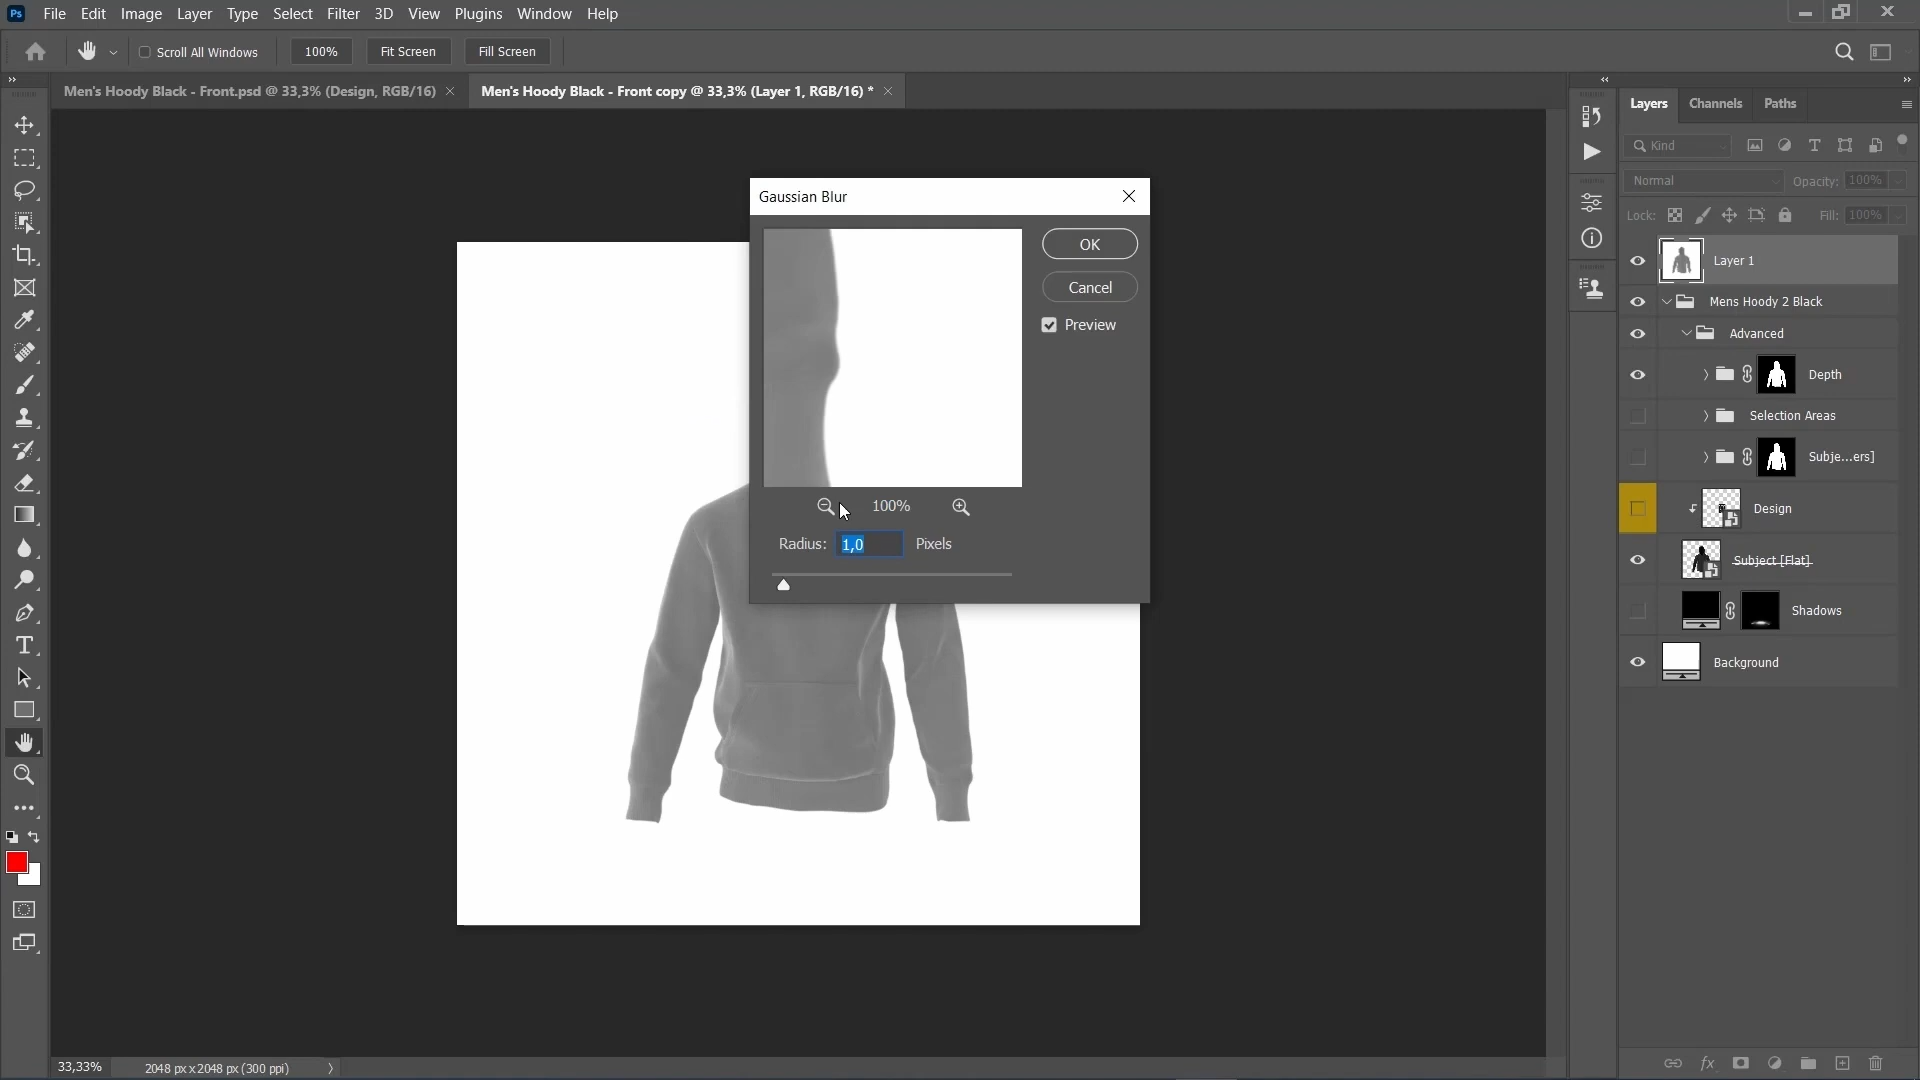 Ps File Edit Image Layer Type Select Filter 3D View Plugins Window Help
Scroll All Windows 100% Fit Screen Fill Screen
Men's Hoody Black - Front.psd @ 33,3% (Design, RGB/16) Men's Hoody Black - Front copy @ 33,3% (Layer 1, RGB/16) *
Gaussian Blur
OK
Cancel
Preview
100%
Radius: 1,0 Pixels
Layers Channels Paths
Kind
Normal Opacity: 100%
Lock: Fill: 100%
Layer 1
Mens Hoody 2 Black
Advanced
Depth
Selection Areas
Subje...ers]
Design
Subject [Flat]
Shadows
Background
T
fx
33,33% 2048 px x 2048 px (300 ppi)